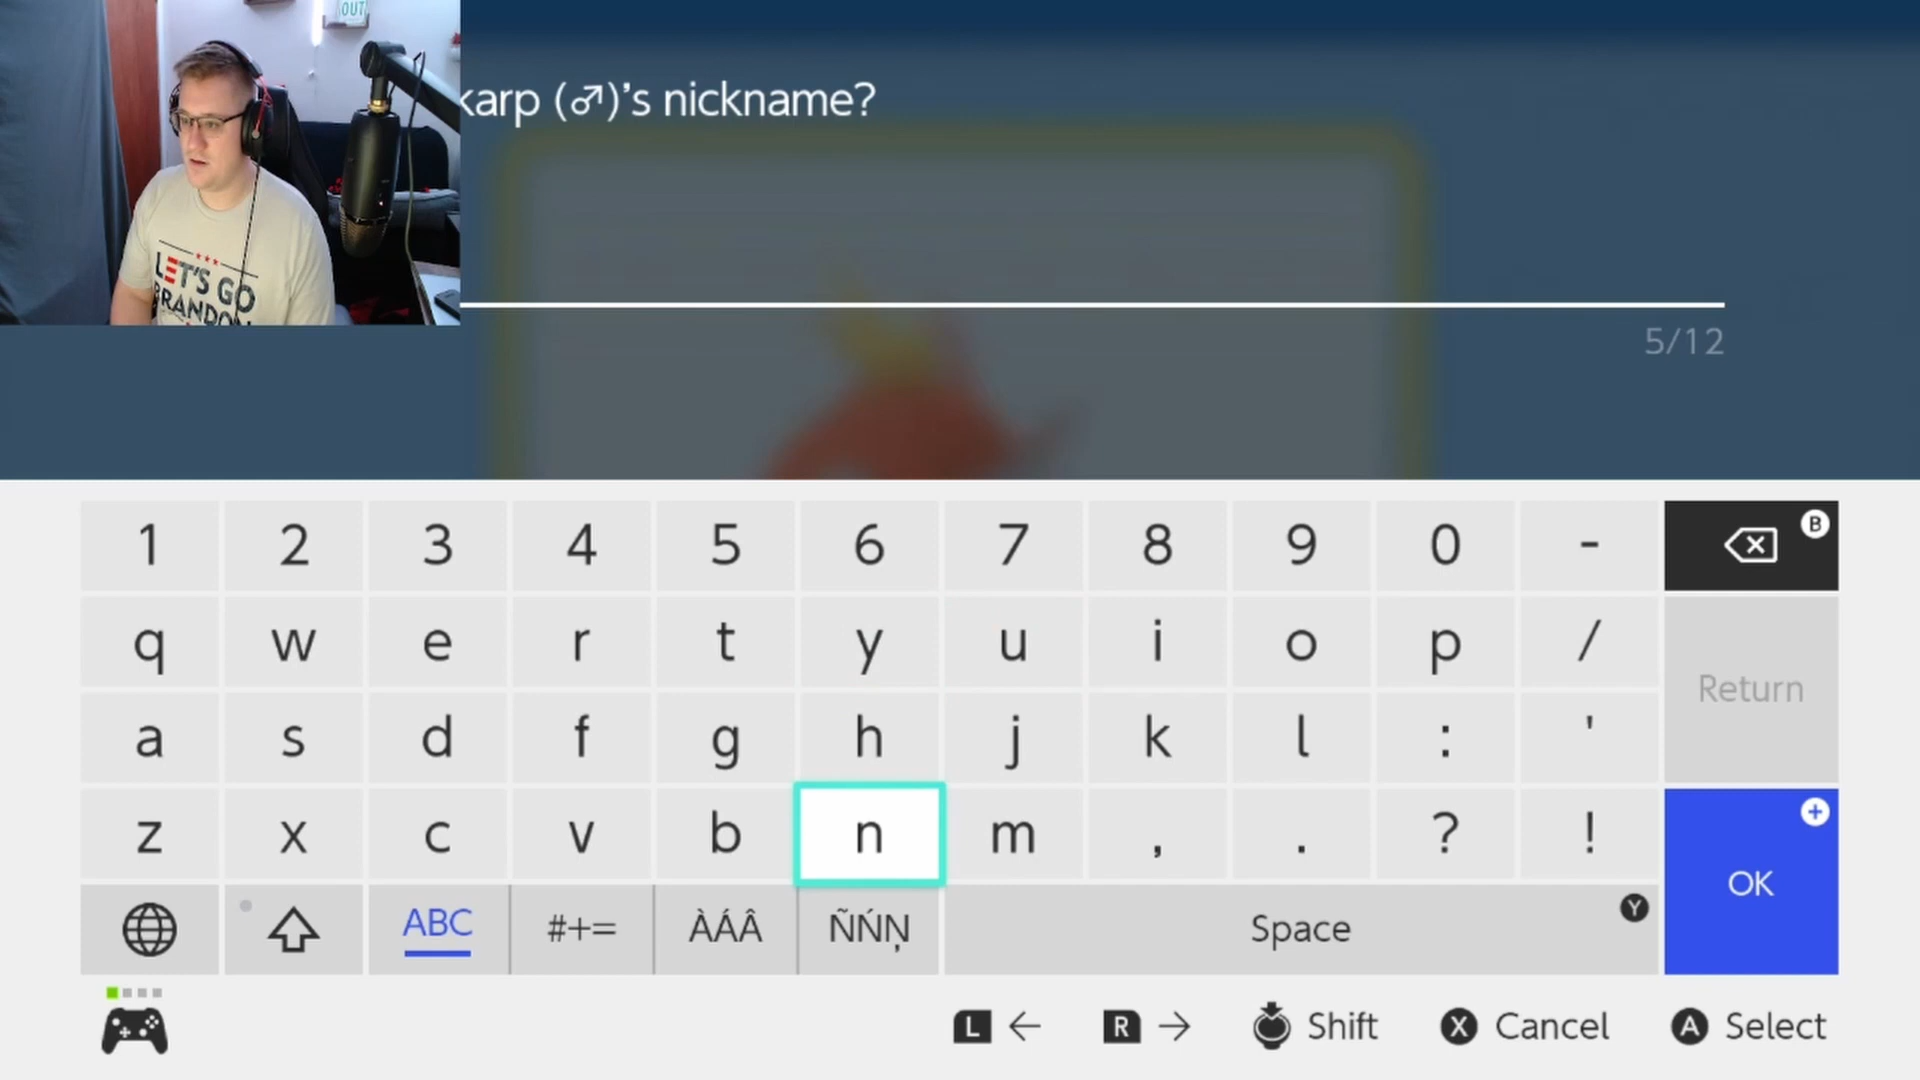 OUT
karp (♂)’s nickname?
LET'S GO
BRANDON
5/12
1 2 3 4 5 6 7 8 9 0 - B
q w e r t y u i o p /
Return
a s d f g h j k l : '
z x c v b n m , . ? ! +
OK
ABC #+= ÀÁÂ ÑŃŅ Space Y
L ← R → Shift X Cancel A Select